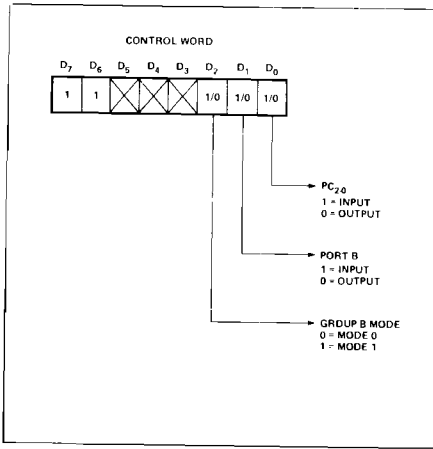 CONTROL WORD
D7 D6 D5 D4 D3 D2 D1 D0
1 1 1/0 1/0 1/0
PC2-0
1 = INPUT
0 = OUTPUT
PORT B
1 = INPUT
0 = OUTPUT
GROUP B MODE
0 = MODE 0
1 = MODE 1